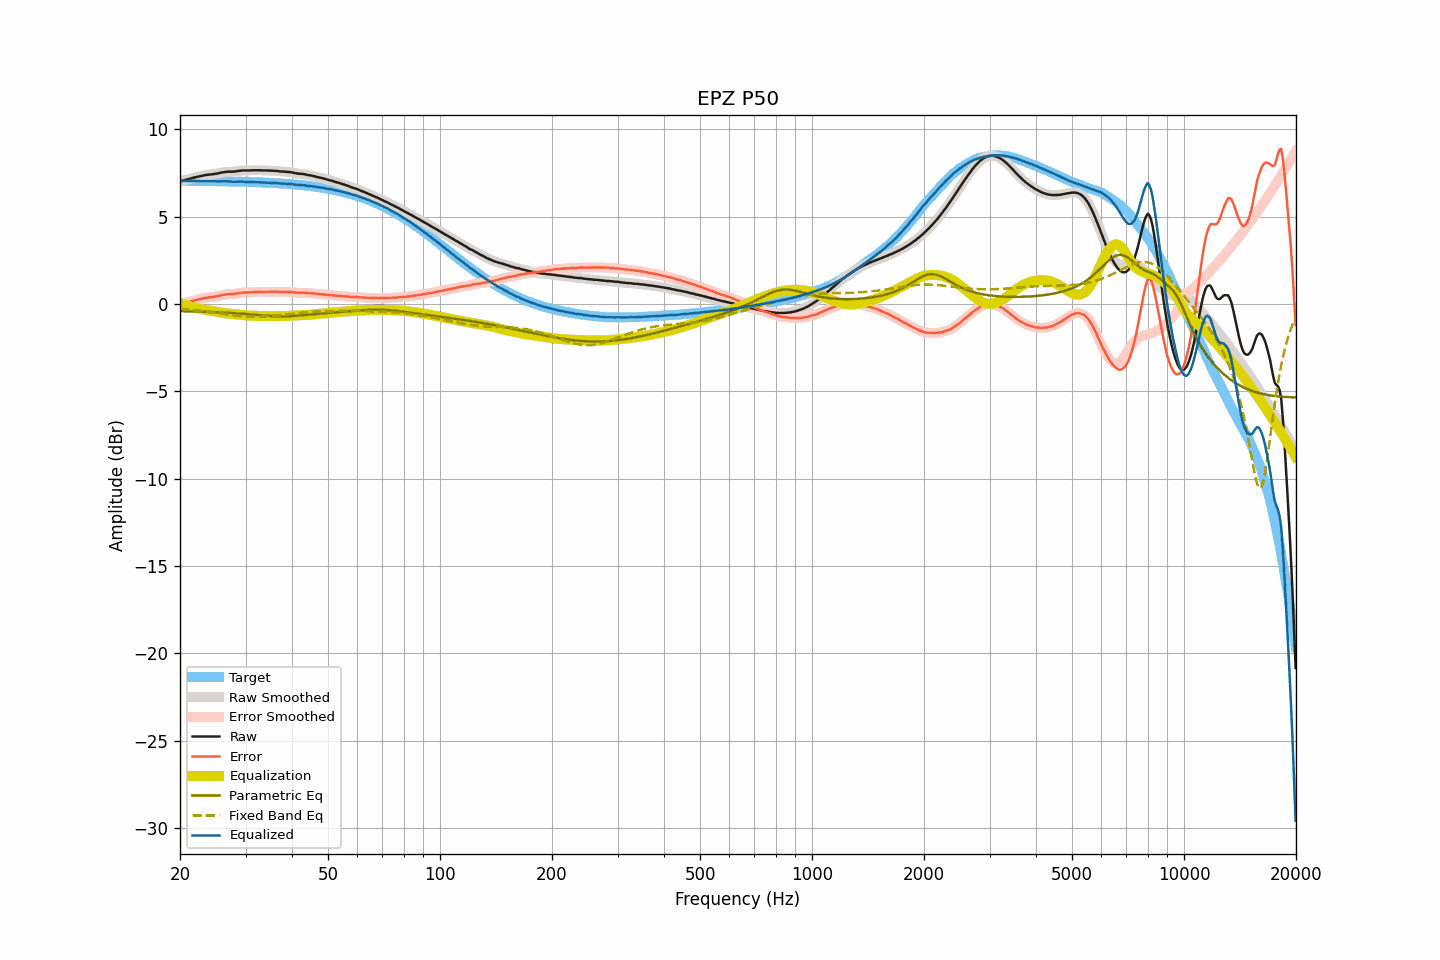 EPZ P50
10
5
0
−5
−10
−15
−20
−25
−30
Amplitude (dBr)
Target
Raw Smoothed
Error Smoothed
Raw
Error
Equalization
Parametric Eq
Fixed Band Eq
Equalized
20 50 100 200 500 1000 2000 5000 10000 20000
Frequency (Hz)